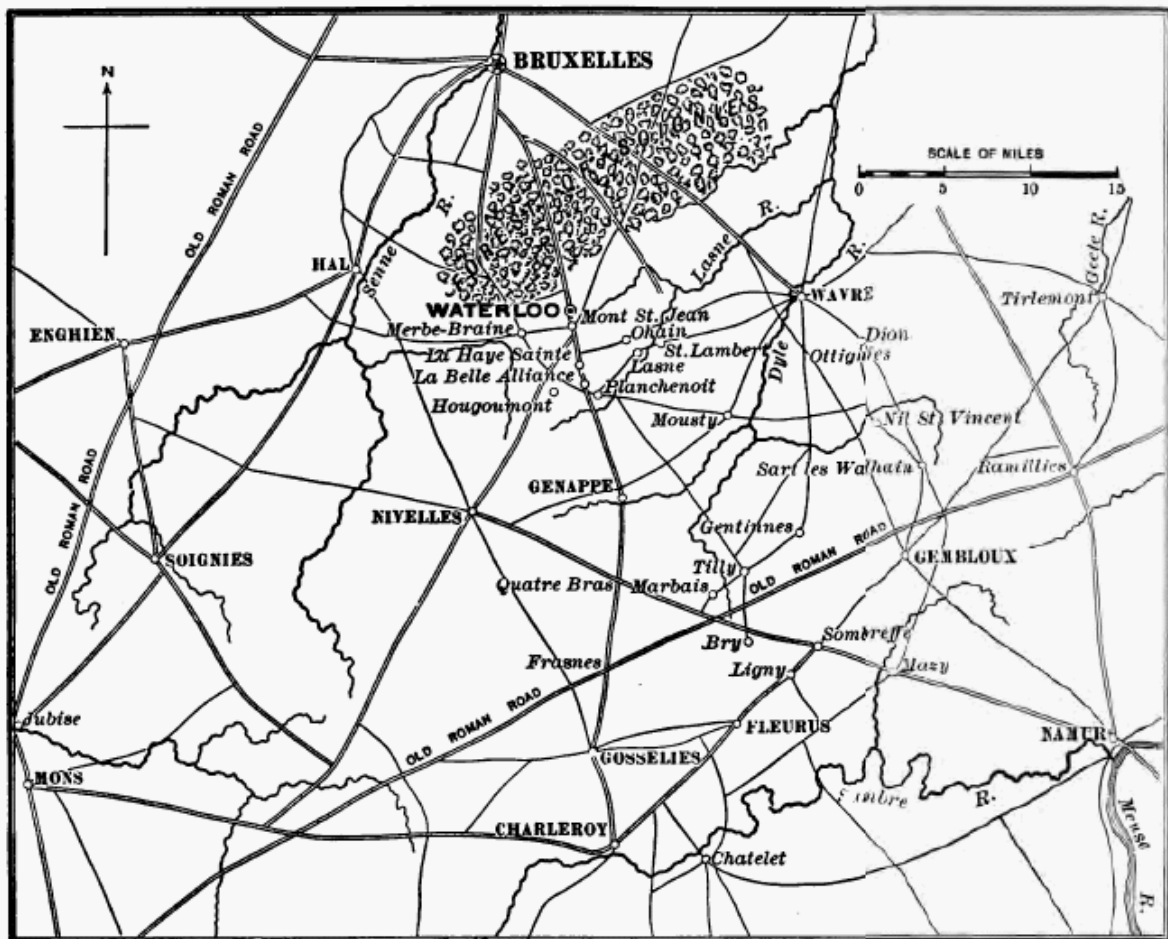 N
BRUXELLES
SCALE OF MILES
0 5 10 15
OLD ROMAN ROAD
FOREST OF SOIGNIES
Senne R.
Lasne R.
R.
Geete R.
HAL
WAVRE
Tirlemont
WATERLOO
Mont St. Jean
Merbe-Braine
Ohain
Dion
ENGHIEN
La Haye Sainte
St. Lambert
Ottignies
Lasne
Dyle
La Belle Alliance
Planchenoit
Hougoumont
Mousty
Nil St. Vincent
Sart les Walhain
Ramillies
OLD ROMAN ROAD
GENAPPE
NIVELLES
Gentinnes
SOIGNIES
OLD ROMAN ROAD
GEMBLOUX
Tilly
Quatre Bras
Marbais
Bry
Sombreffe
Frasnes
Ligny
Mazy
OLD ROMAN ROAD
Jubise
FLEURUS
NAMUR
GOSSELIES
MONS
Sambre R.
Meuse R.
CHARLEROY
Chatelet